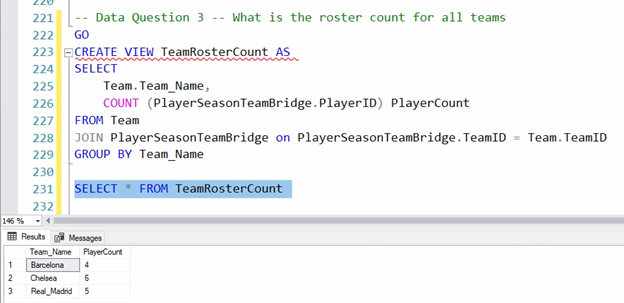 220
221 -- Data Question 3 -- What is the roster count for all teams
222 GO
223 CREATE VIEW TeamRosterCount AS
224 SELECT
225 Team.Team_Name,
226 COUNT (PlayerSeasonTeamBridge.PlayerID) PlayerCount
227 FROM Team
228 JOIN PlayerSeasonTeamBridge on PlayerSeasonTeamBridge.TeamID = Team.TeamID
229 GROUP BY Team_Name
230
231 SELECT * FROM TeamRosterCount
232
146 %
Results Messages
Team_Name PlayerCount
1 Barcelona 4
2 Chelsea 6
3 Real_Madrid 5